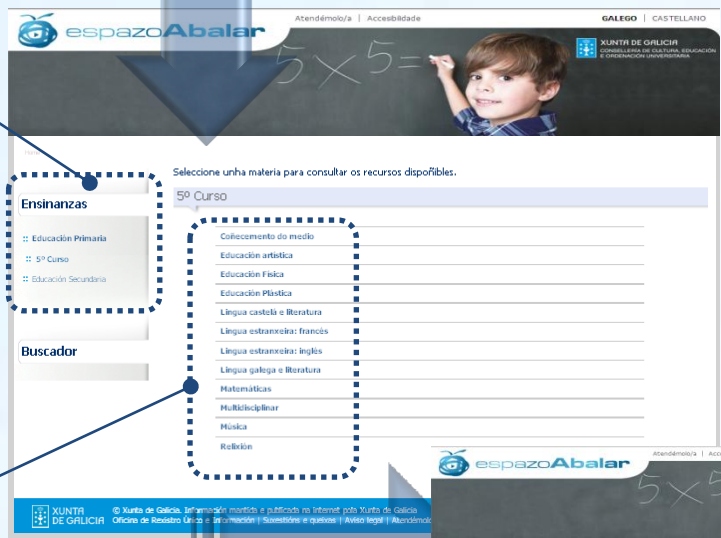 espazoAbalar
Atendémolo/a | Accesibilidade
GALEGO | CASTELLANO
XUNTA DE GALICIA
CONSELLERÍA DE CULTURA, EDUCACIÓN
E ORDENACIÓN UNIVERSITARIA
5×5=
Seleccione unha materia para consultar os recursos dispoñibles.
Ensinanzas
:: Educación Primaria
:: 5º Curso
:: Educación Secundaria
Buscador
5º Curso
Coñecemento do medio
Educación artística
Educación Física
Educación Plástica
Lingua castelá e literatura
Lingua estranxeira: francés
Lingua estranxeira: inglés
Lingua galega e literatura
Matemáticas
Multidisciplinar
Música
Relixión
XUNTA
DE GALICIA
© Xunta de Galicia. Información mantida e publicada na internet pola Xunta de Galicia
Oficina de Rexistro Único e Información | Suxestións e queixas | Aviso legal | Atendémolo
espazoAbalar
Atendémolo/a | Acce
5×5